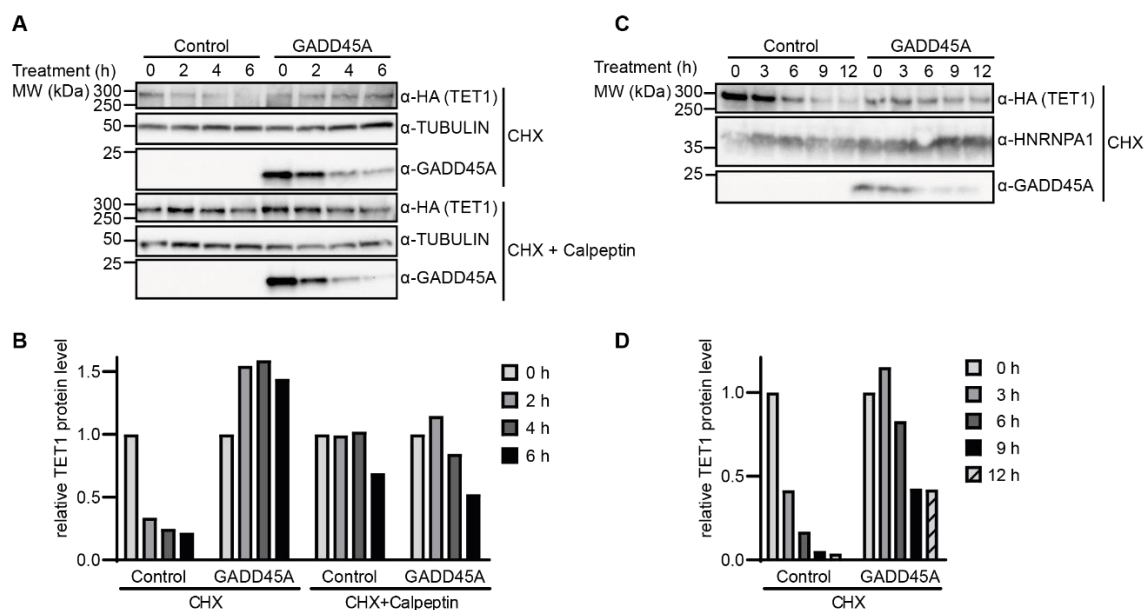 A
Control GADD45A
Treatment (h) 0 2 4 6 0 2 4 6
MW (kDa)
300
250
α-HA (TET1)
50
α-TUBULIN
25
α-GADD45A
CHX
300
250
α-HA (TET1)
50
α-TUBULIN
25
α-GADD45A
CHX + Calpeptin
C
Control GADD45A
Treatment (h) 0 3 6 9 12 0 3 6 9 12
MW (kDa)
300
250
α-HA (TET1)
35
α-HNRNPA1
25
α-GADD45A
CHX
B
relative TET1 protein level
1.5
1.0
0.5
0.0
0 h
2 h
4 h
6 h
Control GADD45A Control GADD45A
CHX CHX+Calpeptin
D
relative TET1 protein level
1.0
0.5
0.0
0 h
3 h
6 h
9 h
12 h
Control GADD45A
CHX